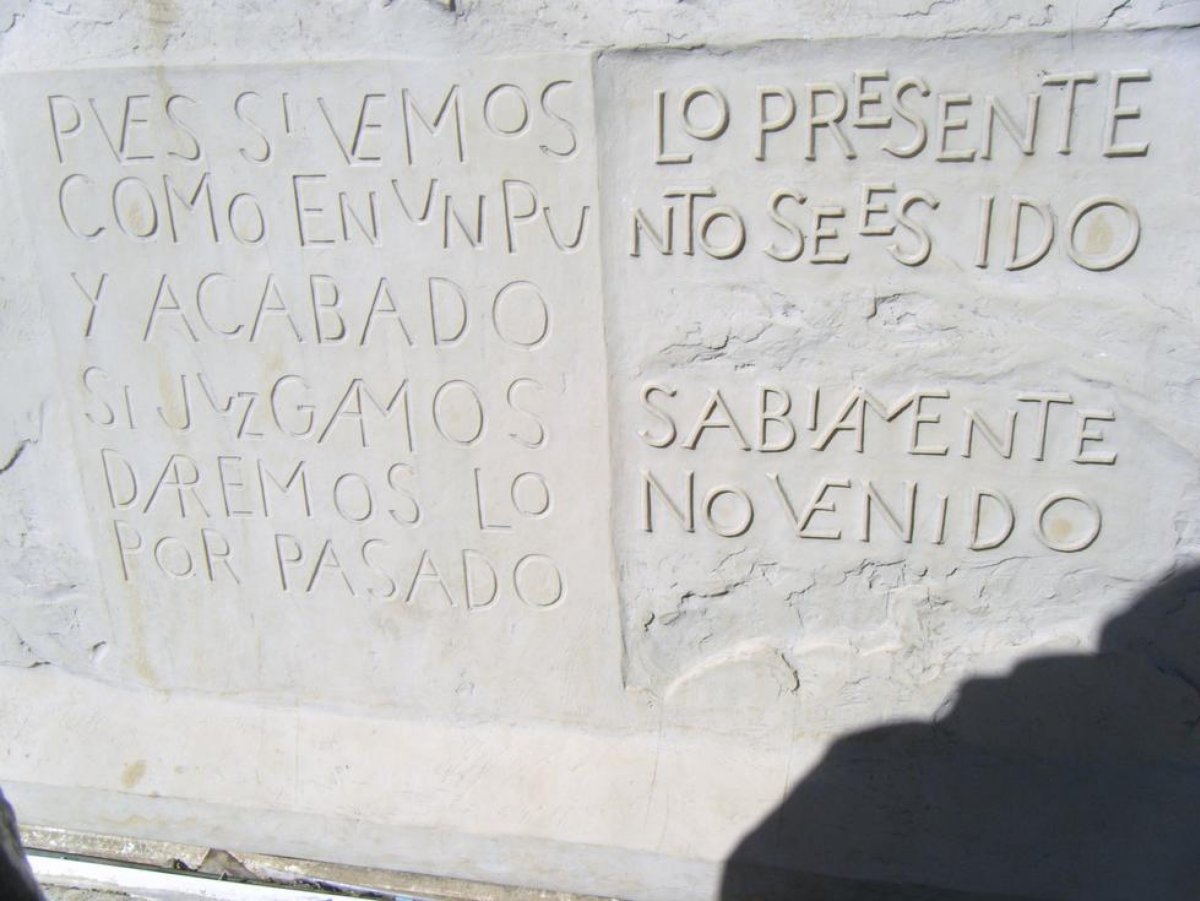 PVES SI VEMOS LO PRESENTE
COMO EN UN PUNTO SE ES IDO
Y ACABADO
SI JVZGAMOS SABIAMENTE
DAREMOS LO NO VENIDO
POR PASADO